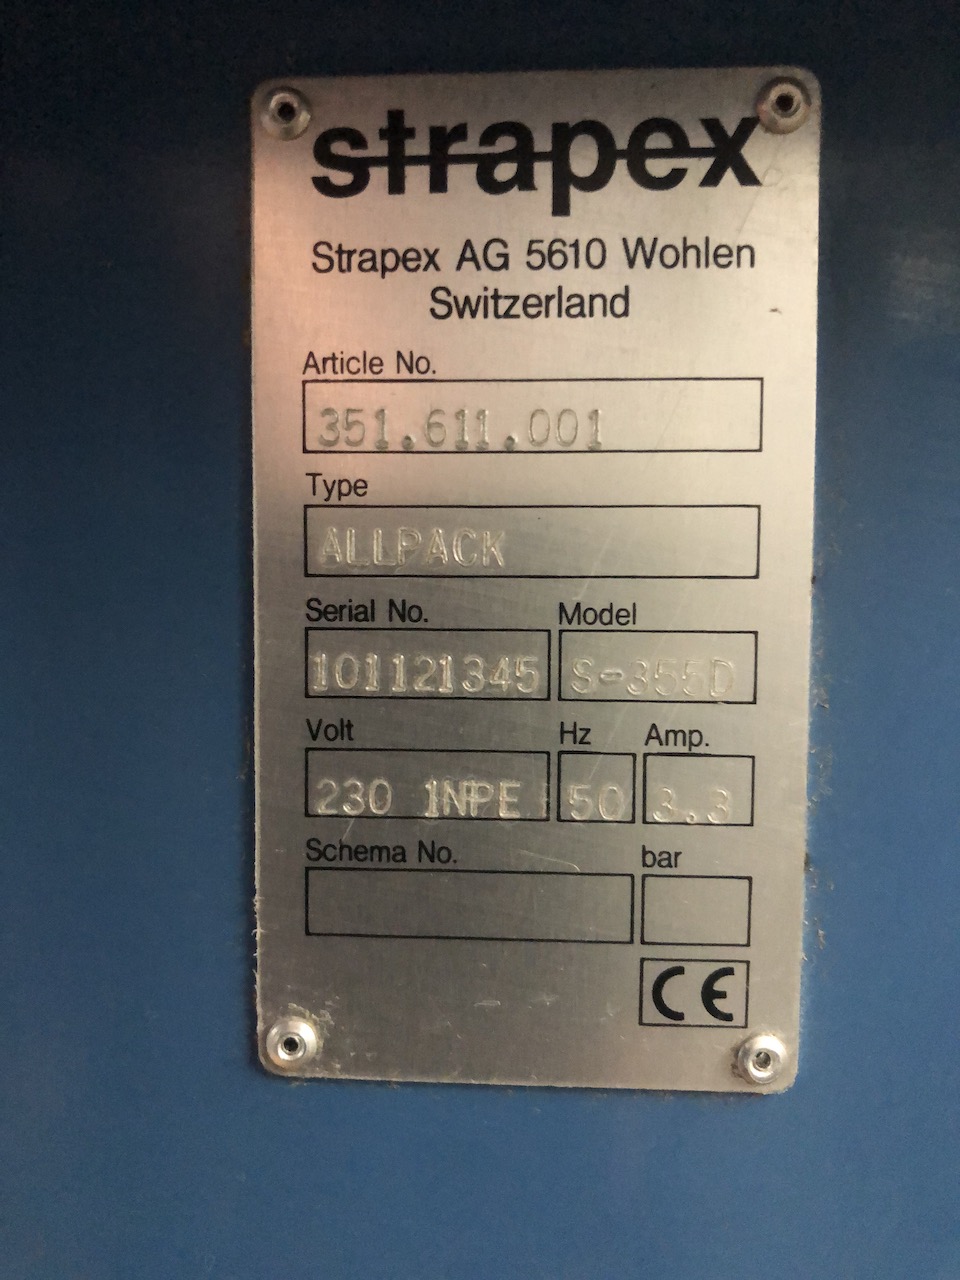 strapex
Strapex AG 5610 Wohlen
Switzerland
Article No.
351.611.001
Type
ALLPACK
Serial No. Model
101121345 S-355D
Volt Hz Amp.
230 1NPE 50 3.3
Schema No. bar
CE